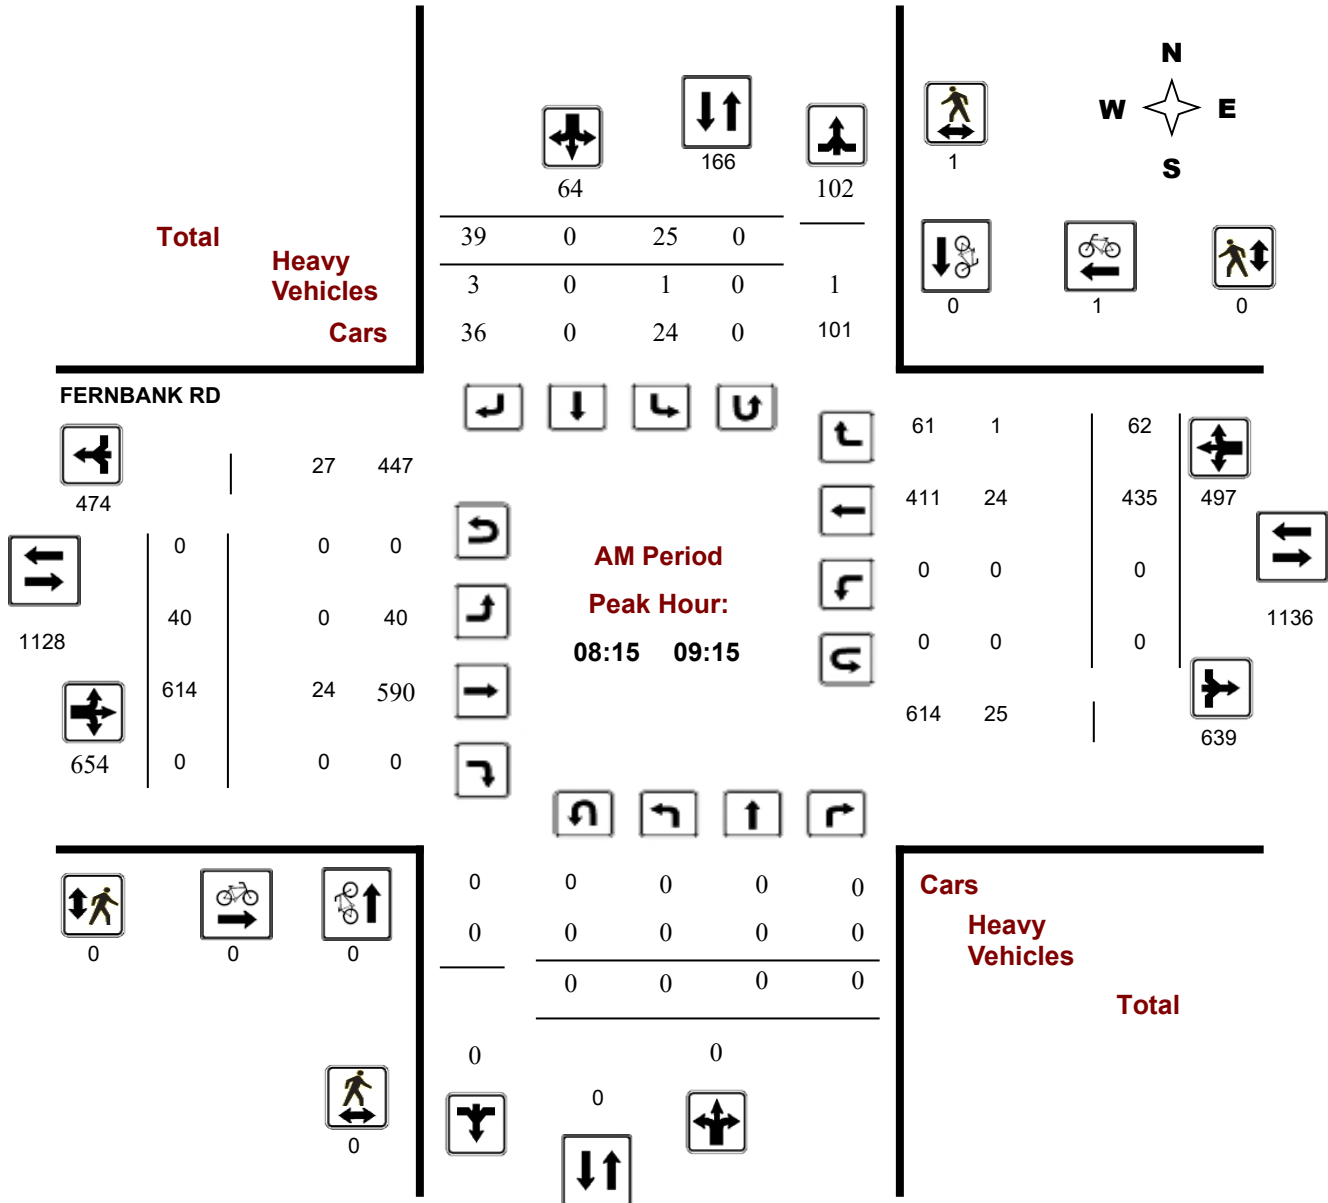 N
W E
S
166
1
64 102
Total 39 0 25 0
Heavy
Vehicles 3 0 1 0 1
Cars 36 0 24 0 101
0 1 0
FERNBANK RD
61 1 62
27 447
474
411 24 435 497
0 0 0
AM Period
0 0 0
Peak Hour:
40 0 40
1136
1128
08:15 09:15
0 0 0
614 24 590
614 25
639
654 0 0 0
0 0 0 0 0
Cars
0 0 0 0 0
Heavy
Vehicles
0 0 0
0 0 0 0
Total
0 0
0
0